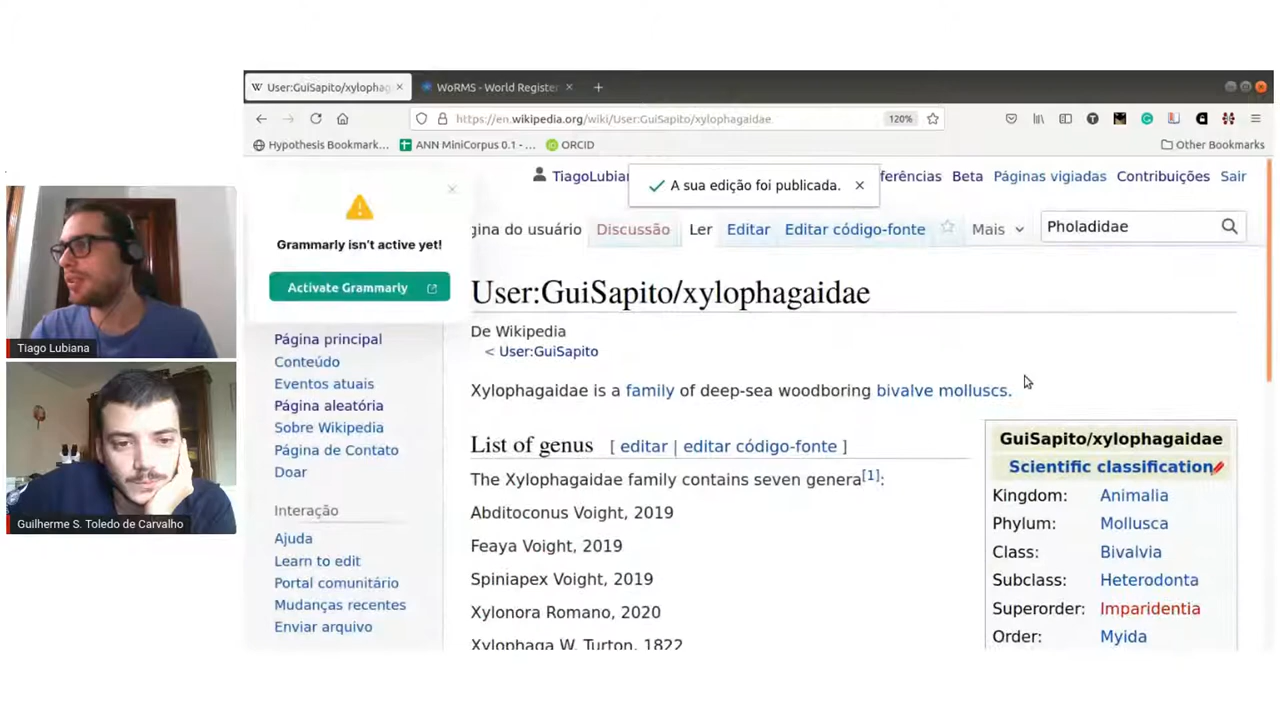 User:GuiSapito/xylophag
WoRMS - World Register
https://en.wikipedia.org/wiki/User:GuiSapito/xylophagaidae
120%
Hypothesis Bookmark...
ANN MiniCorpus 0.1 - ...
ORCID
Other Bookmarks
TiagoLubia
A sua edição foi publicada.
ferências
Beta
Páginas vigiadas
Contribuições
Sair
Grammarly isn't active yet!
Activate Grammarly
gina do usuário
Discussão
Ler
Editar
Editar código-fonte
Mais
Pholadidae
User:GuiSapito/xylophagaidae
De Wikipedia
< User:GuiSapito
Xylophagaidae is a family of deep-sea woodboring bivalve molluscs.
List of genus [ editar | editar código-fonte ]
The Xylophagaidae family contains seven genera[1]:
Abditoconus Voight, 2019
Feaya Voight, 2019
Spiniapex Voight, 2019
Xylonora Romano, 2020
Xylophaga W. Turton, 1822
GuiSapito/xylophagaidae
Scientific classification
Kingdom: Animalia
Phylum: Mollusca
Class: Bivalvia
Subclass: Heterodonta
Superorder: Imparidentia
Order: Myida
Página principal
Conteúdo
Eventos atuais
Página aleatória
Sobre Wikipedia
Página de Contato
Doar
Interação
Ajuda
Learn to edit
Portal comunitário
Mudanças recentes
Enviar arquivo
Tiago Lubiana
Guilherme S. Toledo de Carvalho